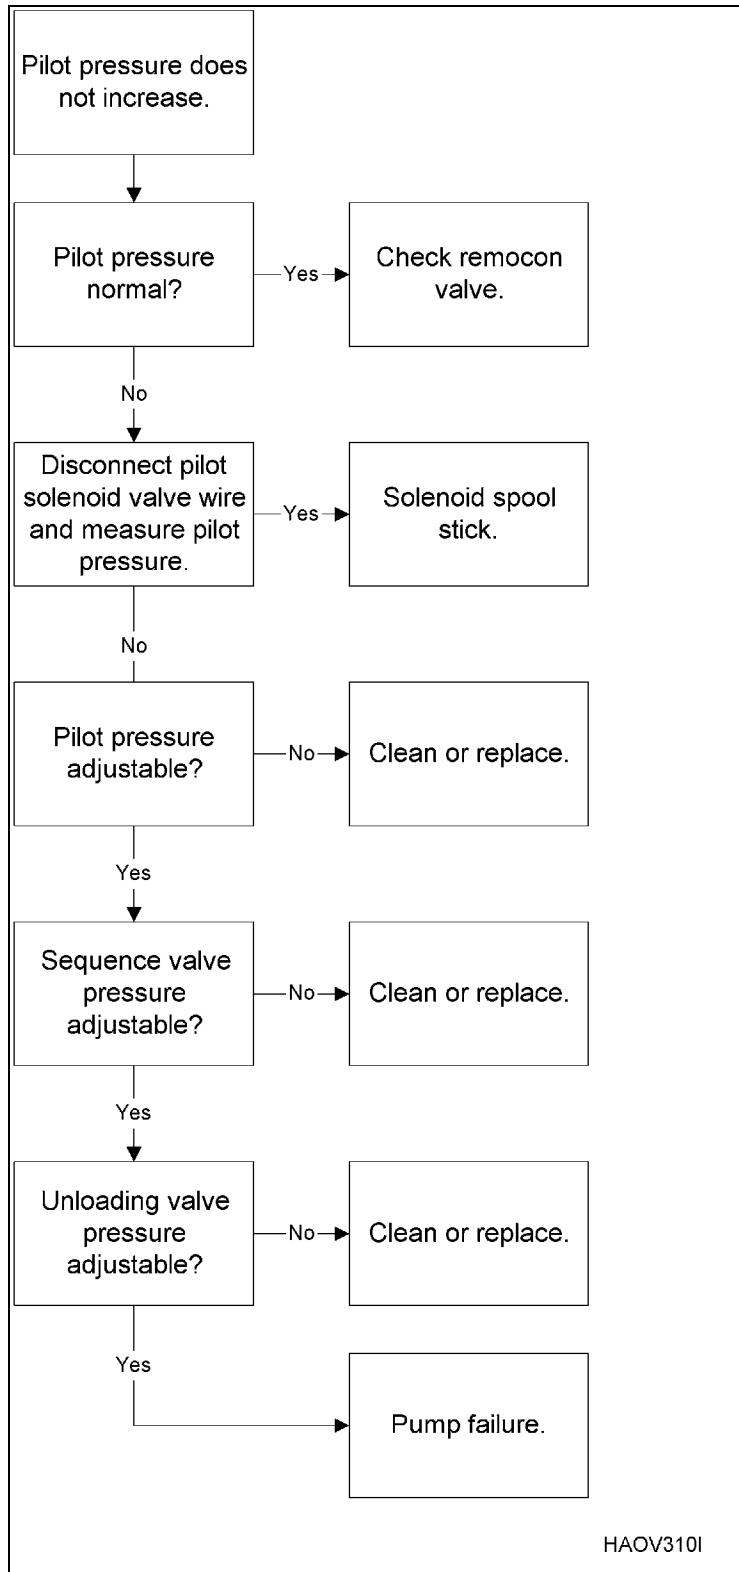 Pilot pressure does
not increase.
Pilot pressure
normal?
Yes
Check remocon
valve.
No
Disconnect pilot
solenoid valve wire
and measure pilot
pressure.
Yes
Solenoid spool
stick.
No
Pilot pressure
adjustable?
No
Clean or replace.
Yes
Sequence valve
pressure
adjustable?
No
Clean or replace.
Yes
Unloading valve
pressure
adjustable?
No
Clean or replace.
Yes
Pump failure.
HAOV310I